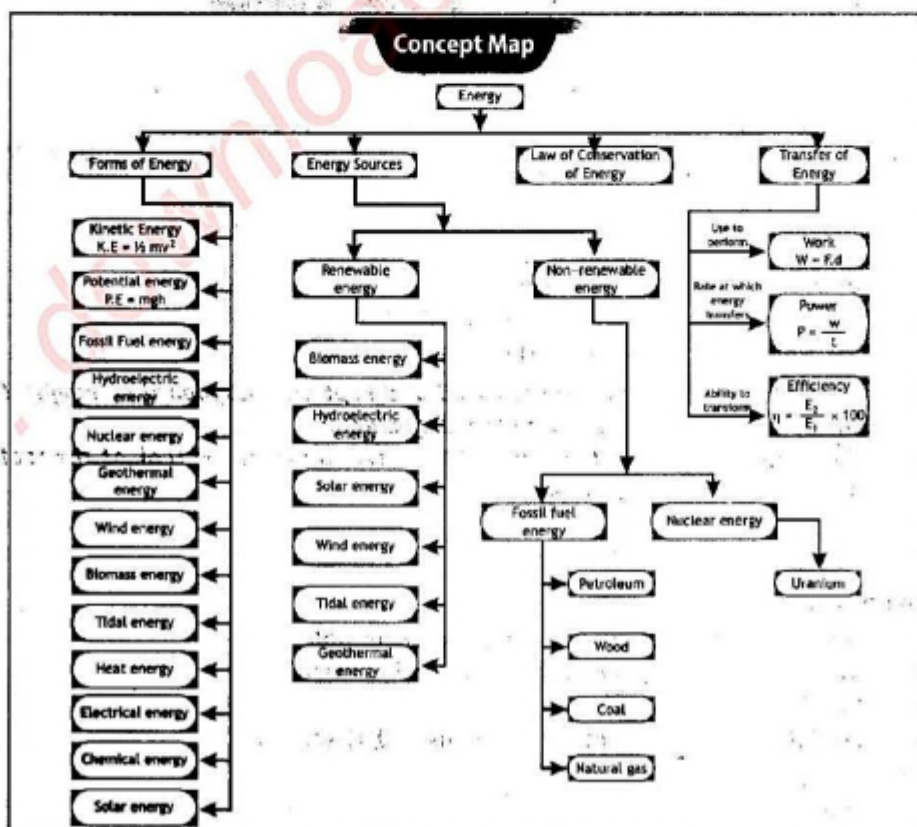 Concept Map
Energy
Forms of Energy
Energy Sources
Law of Conservation
of Energy
Transfer of
Energy
Kinetic Energy
K.E = ½ mv²
Potential energy
P.E = mgh
Fossil Fuel energy
Hydroelectric
energy
Nuclear energy
Geothermal
energy
Wind energy
Biomass energy
Tidal energy
Heat energy
Electrical energy
Chemical energy
Solar energy
Renewable
energy
Non-renewable
energy
Biomass energy
Hydroelectric
energy
Solar energy
Wind energy
Tidal energy
Geothermal
energy
Fossil fuel
energy
Nuclear energy
Petroleum
Wood
Coal
Natural gas
Uranium
Use to
perform
Work
W = F.d
Rate at which
energy
transfers
Power
P = w/t
Ability to
transform
Efficiency
η = E₂/E₁ × 100
. download